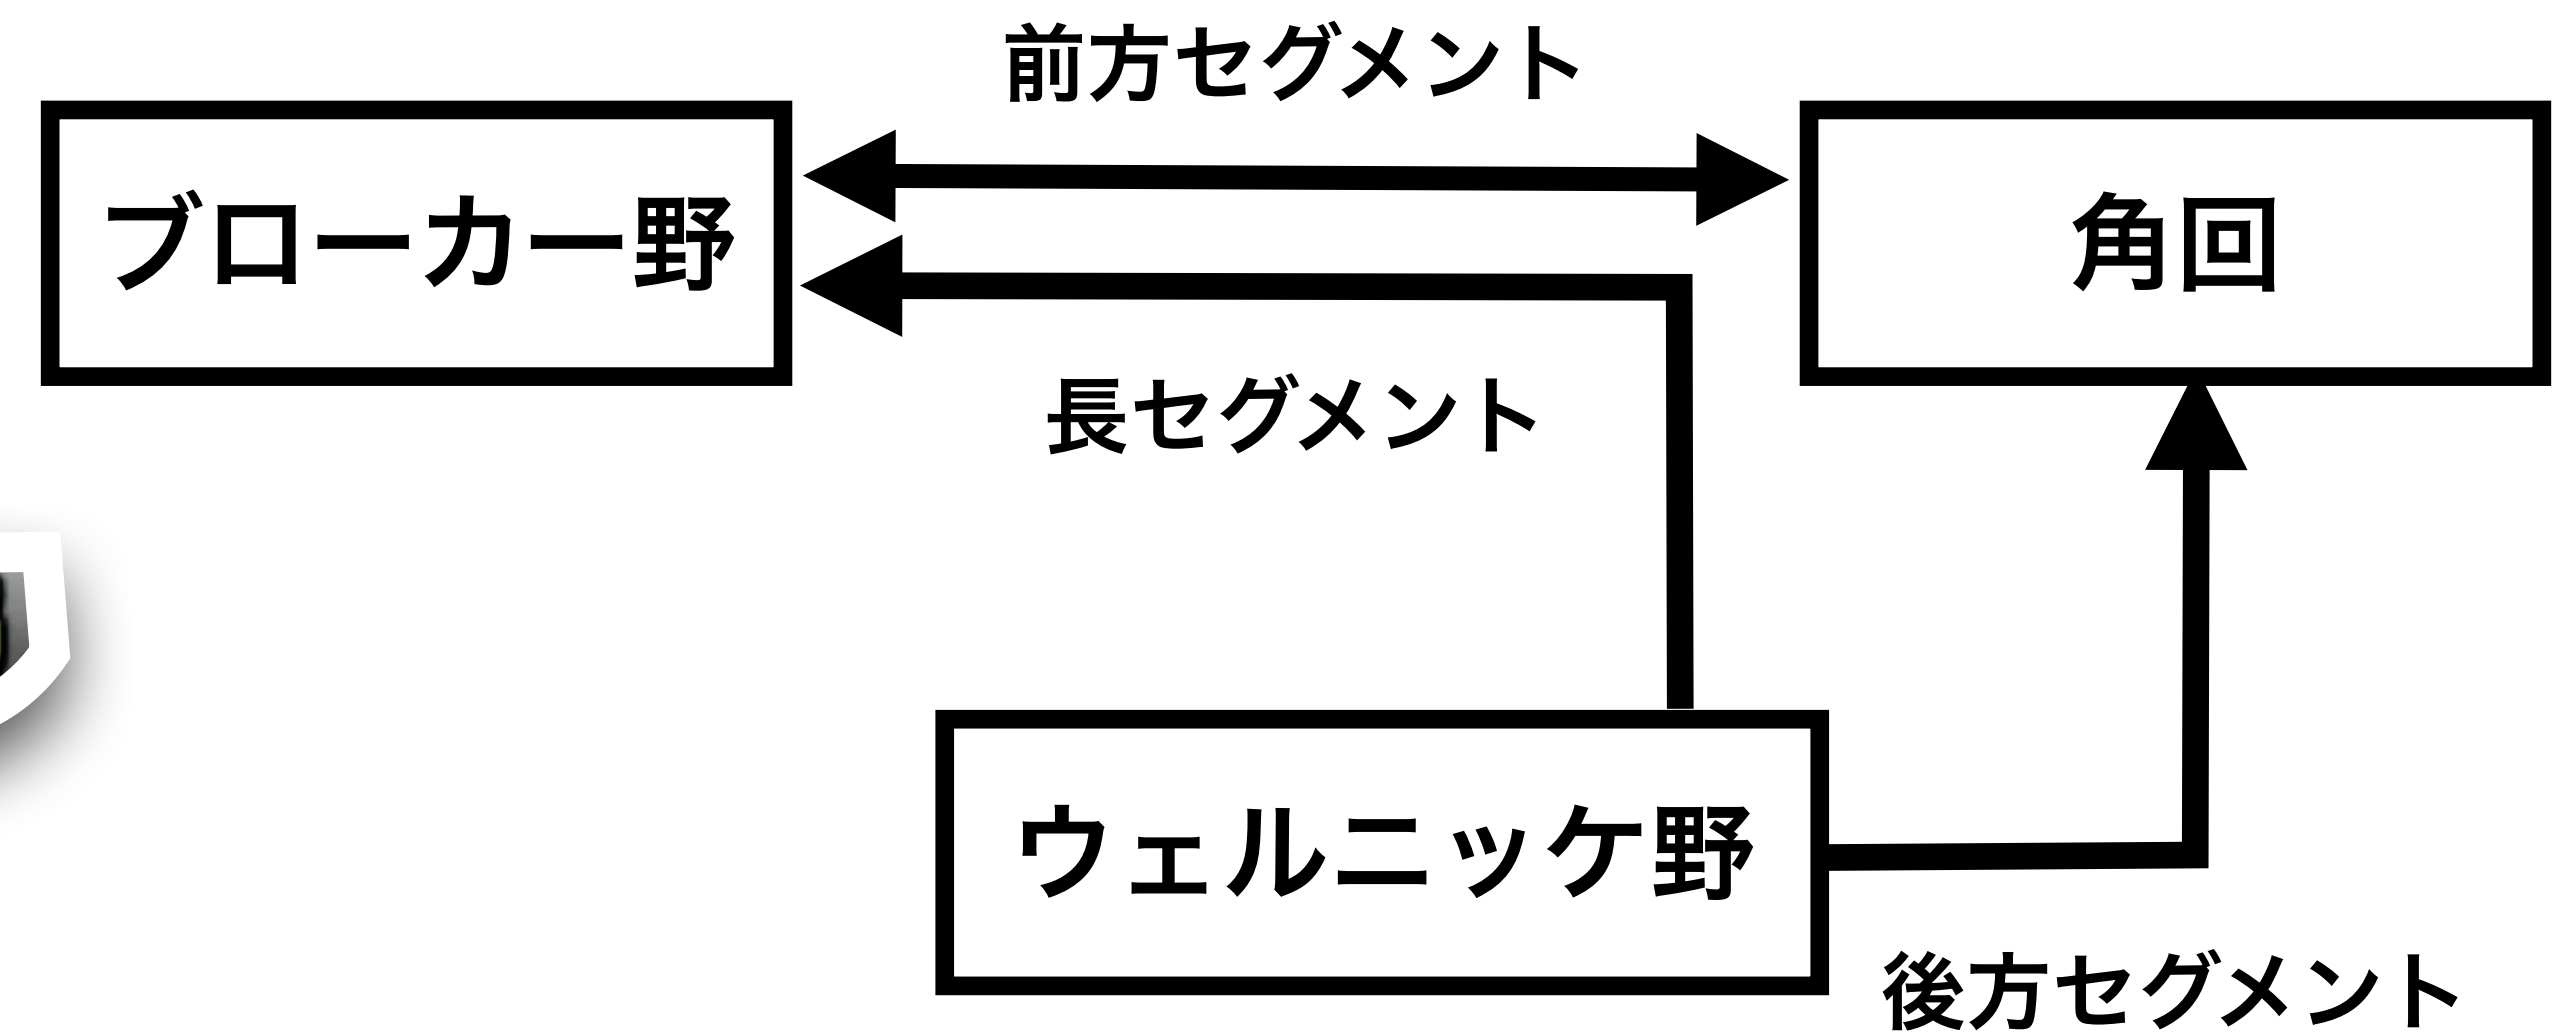 前方セグメント
ブローカー野
角回
長セグメント
ウェルニッケ野
後方セグメント